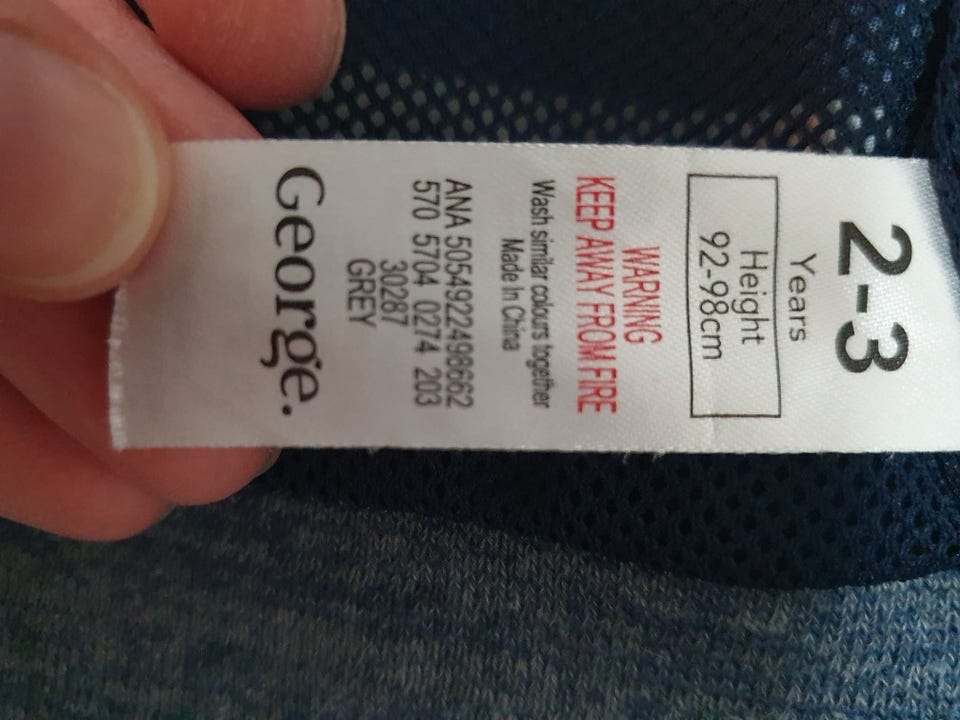 2-3
Years
Height
92-98cm
WARNING
KEEP AWAY FROM FIRE
Wash similar colours together
Made In China
ANA 5054922498662
570 5704 0274 203
30287
GREY
George.